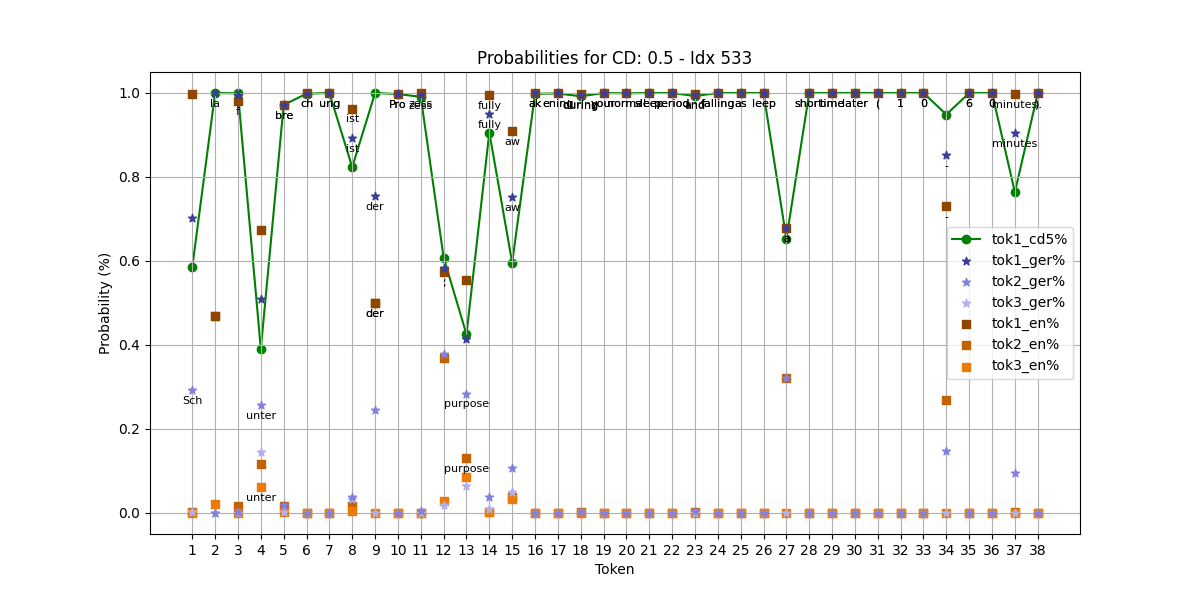 Probabilities for CD: 0.5 - Idx 533
Probability (%)
1.0
0.8
0.6
0.4
0.2
0.0
la
f
bre
ch
ung
ist
ist
der
der
Pro
zess
fully
fully
aw
aw
ak
ening
during
your
normal
sleep
period
and
falling
as
leep
a
short
time
later
(
1
0
-
-
6
0
minutes
minutes
).
Sch
unter
unter
;
purpose
purpose
tok1_cd5%
tok1_ger%
tok2_ger%
tok3_ger%
tok1_en%
tok2_en%
tok3_en%
1 2 3 4 5 6 7 8 9 10 11 12 13 14 15 16 17 18 19 20 21 22 23 24 25 26 27 28 29 30 31 32 33 34 35 36 37 38
Token